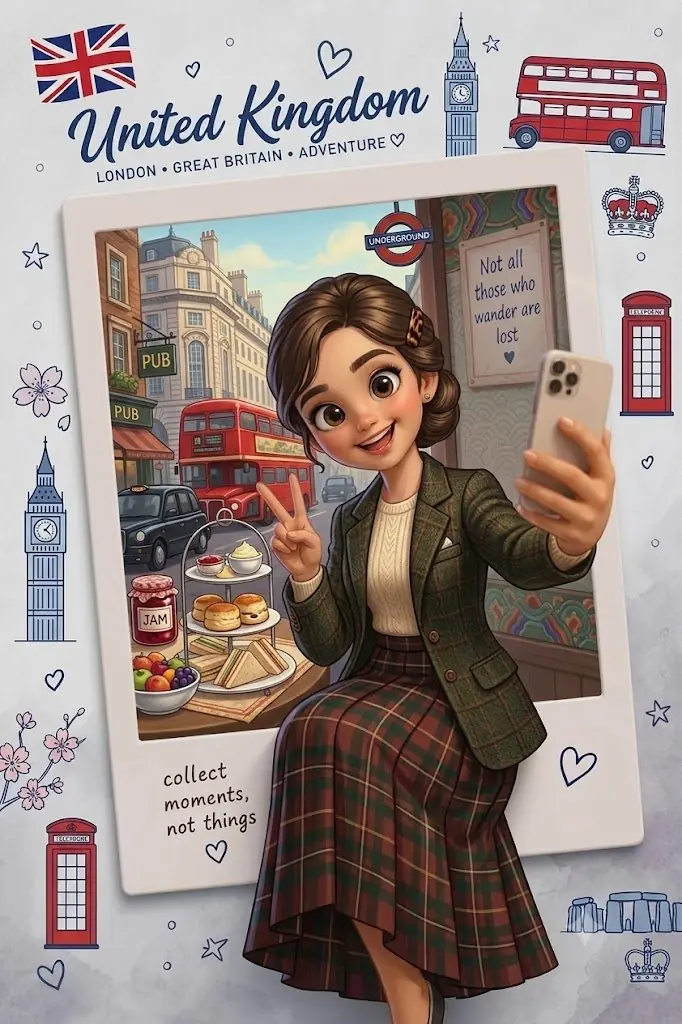 United Kingdom
LONDON • GREAT BRITAIN • ADVENTURE
UNDERGROUND
Not all
those who
wander are
lost
PUB
PUB
TELEPHONE
JAM
collect
moments,
not things
TELEPHONE